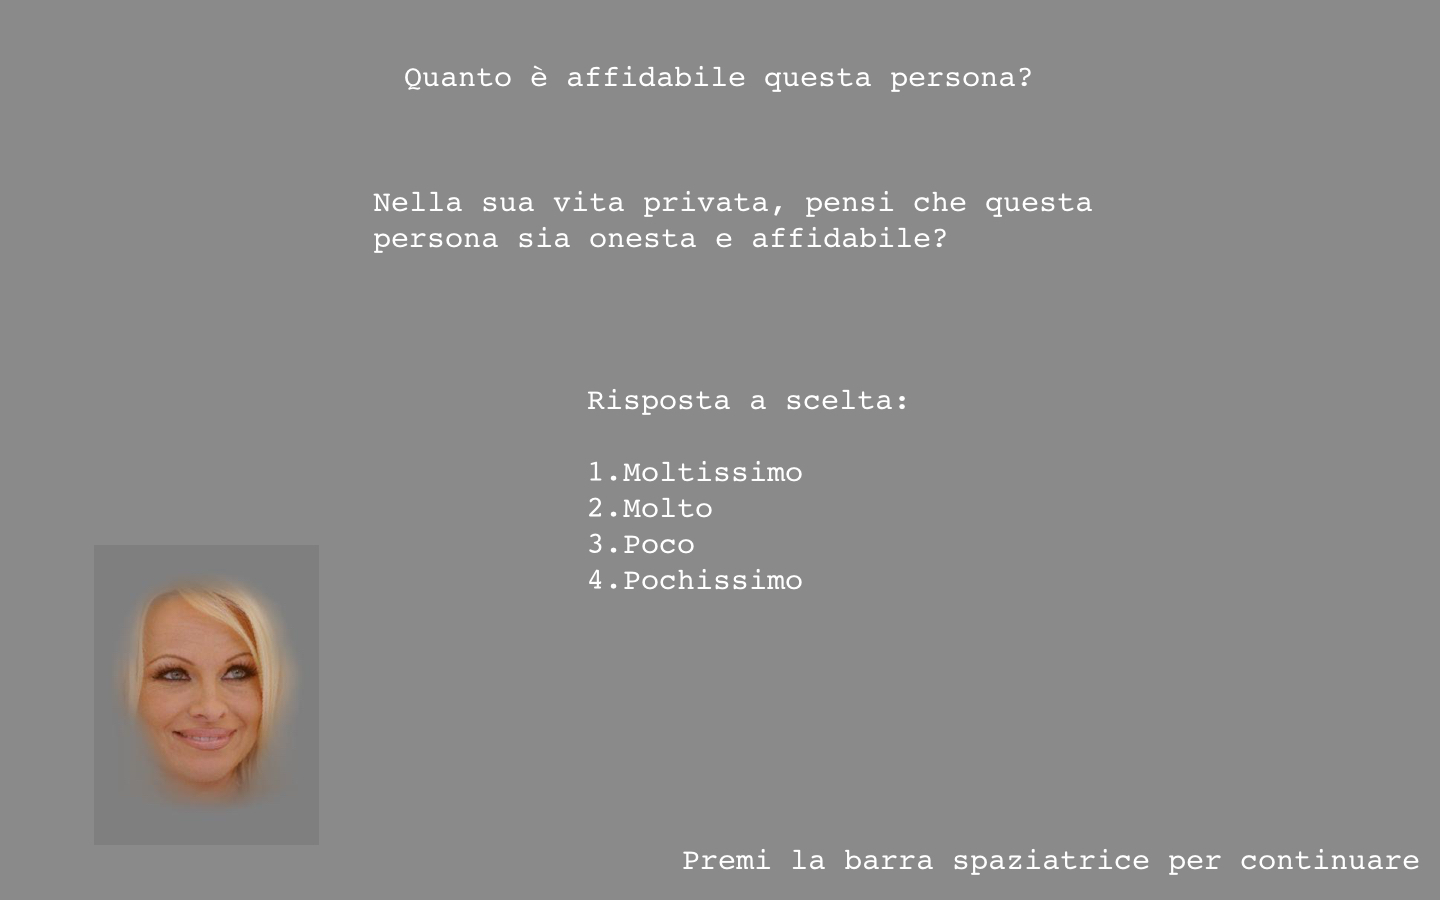 Quanto è affidabile questa persona?
Nella sua vita privata, pensi che questa
persona sia onesta e affidabile?
Risposta a scelta:
1.Moltissimo
2.Molto
3.Poco
4.Pochissimo
Premi la barra spaziatrice per continuare